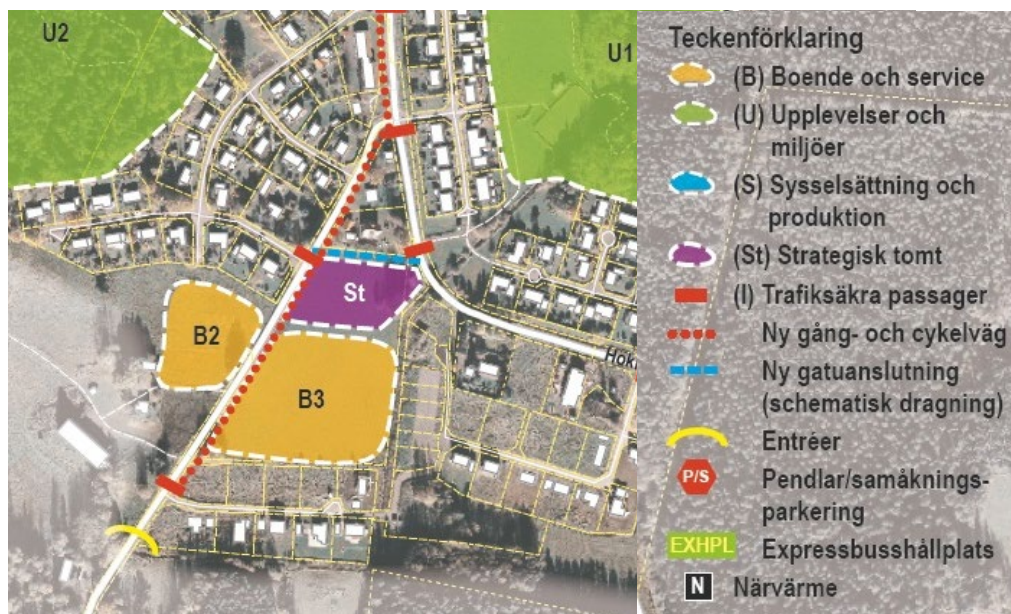 U2
U1
St
B2
B3
Teckenförklaring
(B) Boende och service
(U) Upplevelser och
miljöer
(S) Sysselsättning och
produktion
(St) Strategisk tomt
(I) Trafiksäkra passager
Ny gång- och cykelväg
Ny gatuanslutning
(schematisk dragning)
Entréer
P/S
Pendlar/samåknings-
parkering
EXHPL
Expressbusshållplats
N
Närvärme